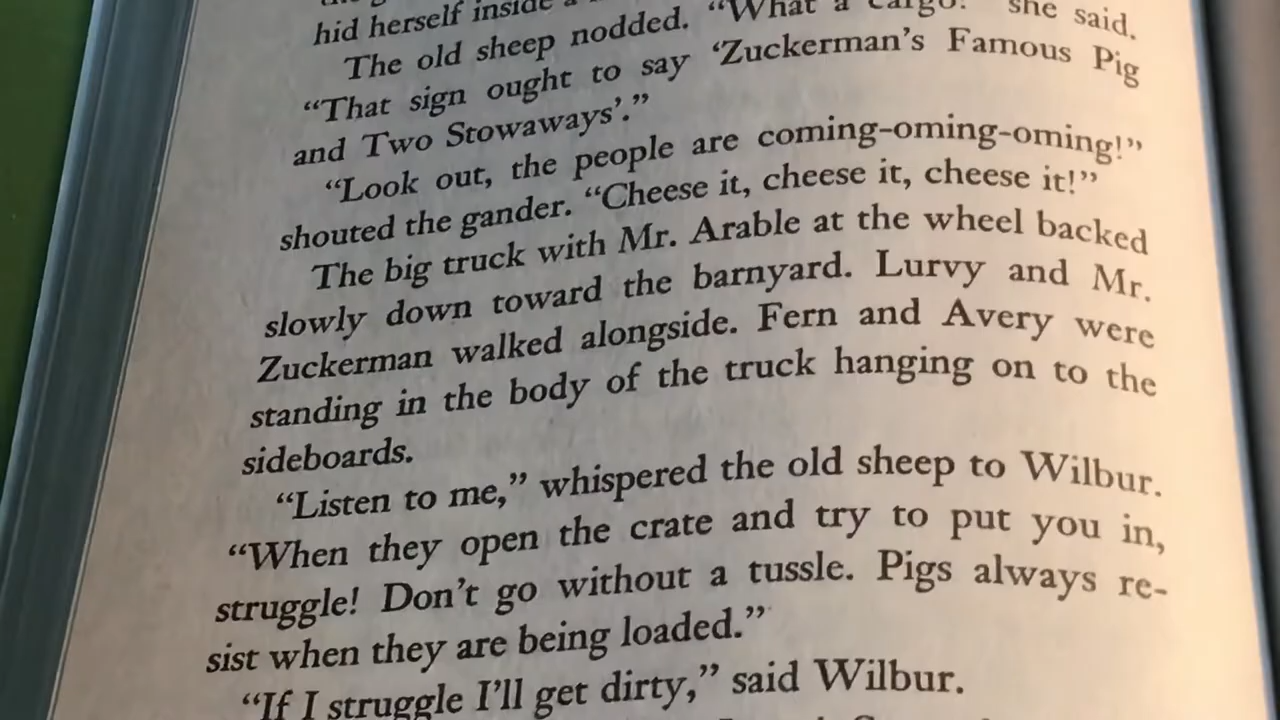 hid herself inside a
The old sheep nodded. “What a cargo!” she said.
“That sign ought to say ‘Zuckerman’s Famous Pig
and Two Stowaways’.”
“Look out, the people are coming-oming-oming!”
shouted the gander. “Cheese it, cheese it, cheese it!”
The big truck with Mr. Arable at the wheel backed
slowly down toward the barnyard. Lurvy and Mr.
Zuckerman walked alongside. Fern and Avery were
standing in the body of the truck hanging on to the
sideboards.
“Listen to me,” whispered the old sheep to Wilbur.
“When they open the crate and try to put you in,
struggle! Don’t go without a tussle. Pigs always re-
sist when they are being loaded.”
“If I struggle I’ll get dirty,” said Wilbur.